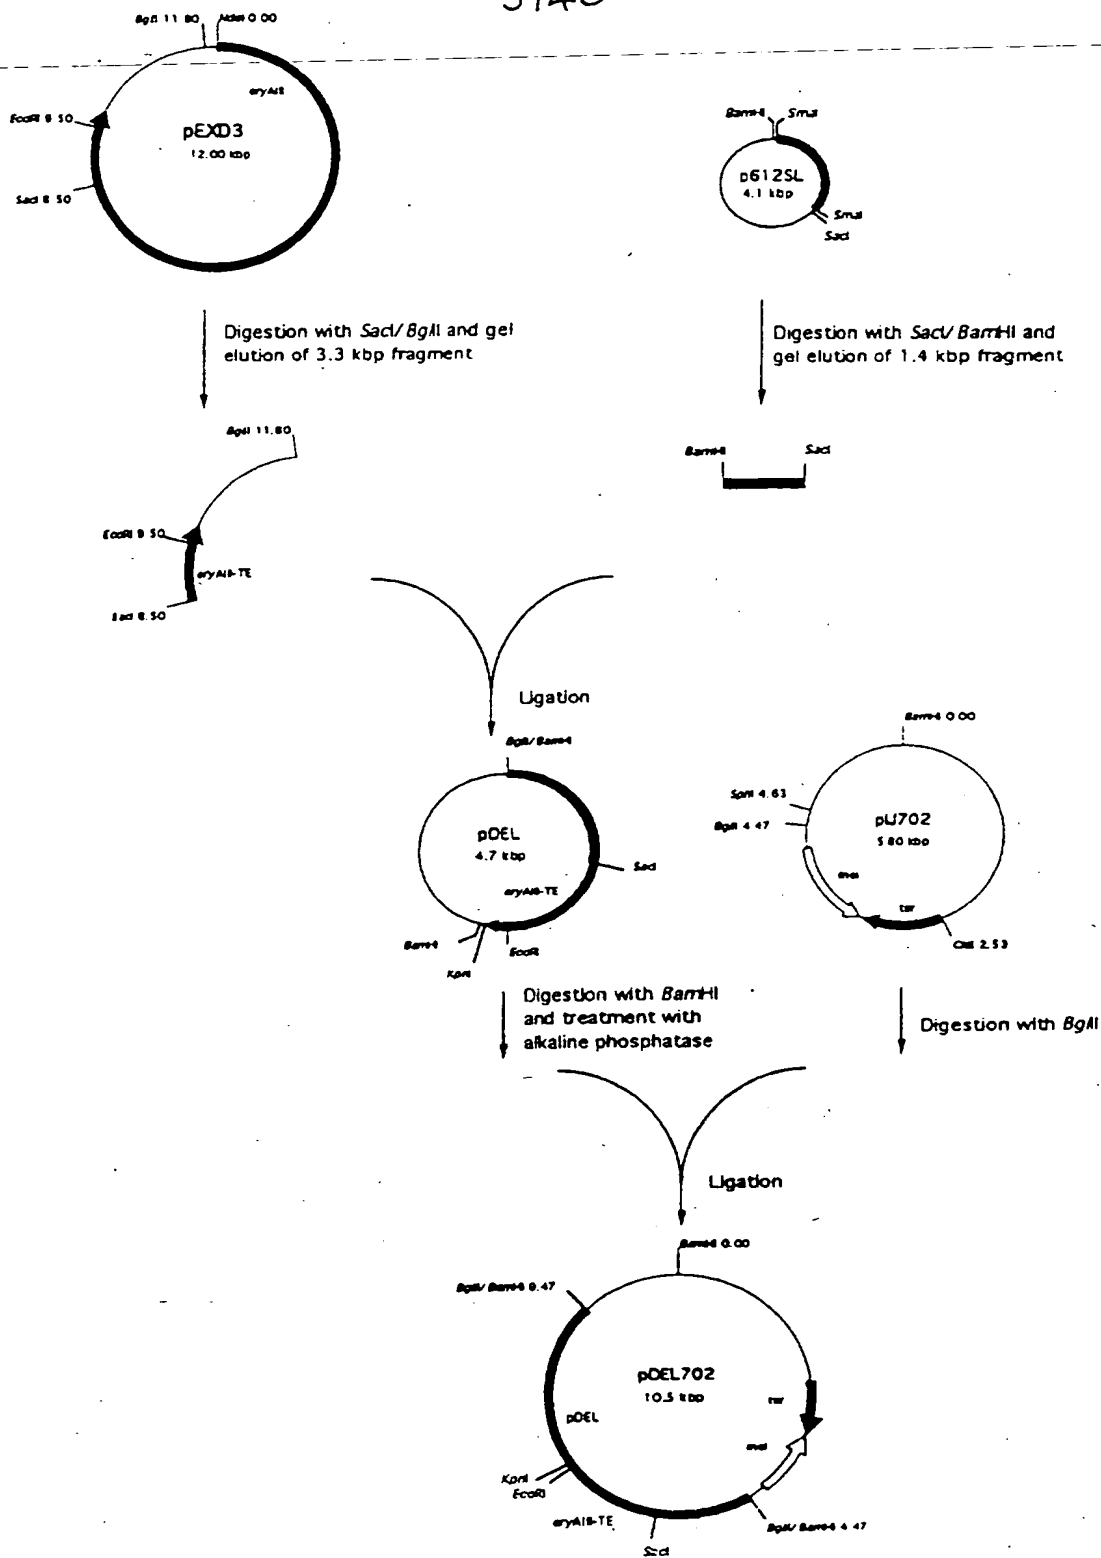 BglII 11.80
NdeI 0.00
eryAIII
EcoRI 9.50
pEXD3
12.00 kbp
SacI 8.50
BamHI SmaI
p612SL
4.1 kbp
SmaI
SacI
Digestion with SacI/BglII and gel
elution of 3.3 kbp fragment
Digestion with SacI/BamHI and
gel elution of 1.4 kbp fragment
BglII 11.80
BamHI
SacI
EcoRI 9.50
eryAIII-TE
SacI 8.50
Ligation
BglII/BamHI
pDEL
4.7 kbp
SacI
eryAIII-TE
BamHI
KpnI
EcoRI
BamHI 0.00
SphI 4.63
BglII 4.47
pIJ702
5.80 kbp
mel
tsr
ClaI 2.53
Digestion with BamHI
and treatment with
alkaline phosphatase
Digestion with BglII
Ligation
BamHI 0.00
BglII/BamHI 9.47
pDEL702
10.5 kbp
tsr
pDEL
mel
KpnI
EcoRI
eryAIII-TE
SacI
BglII/BamHI 4.47